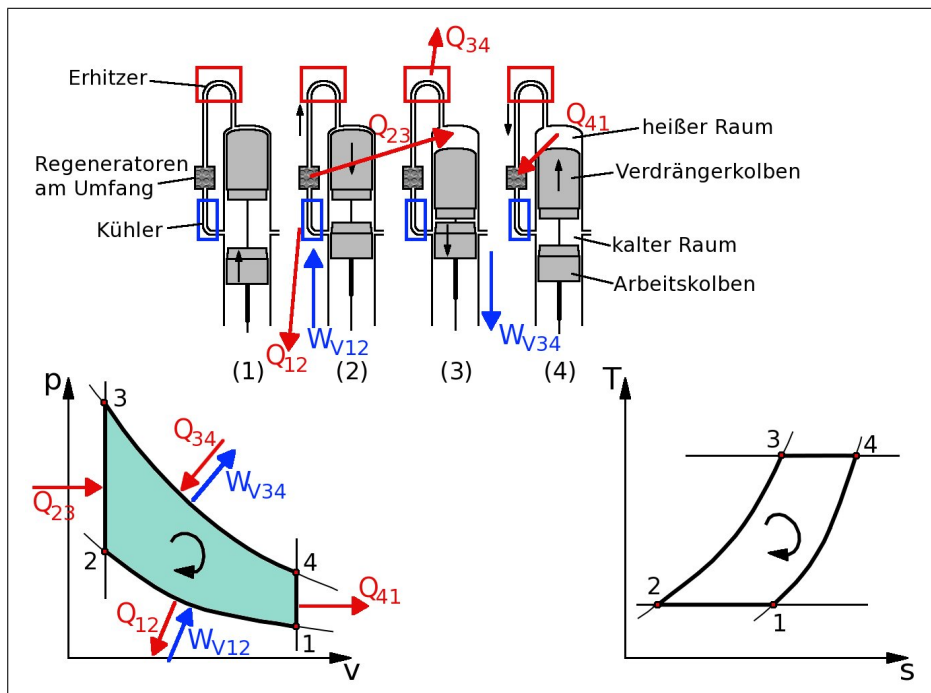 Q34
Erhitzer
Q23
Q41
heißer Raum
Regeneratoren
am Umfang
Verdrängerkolben
Kühler
kalter Raum
Arbeitskolben
Q12
WV12
WV34
(1)
(2)
(3)
(4)
p
3
Q34
WV34
Q23
2
4
Q41
Q12
WV12
1
v
T
3
4
2
1
s